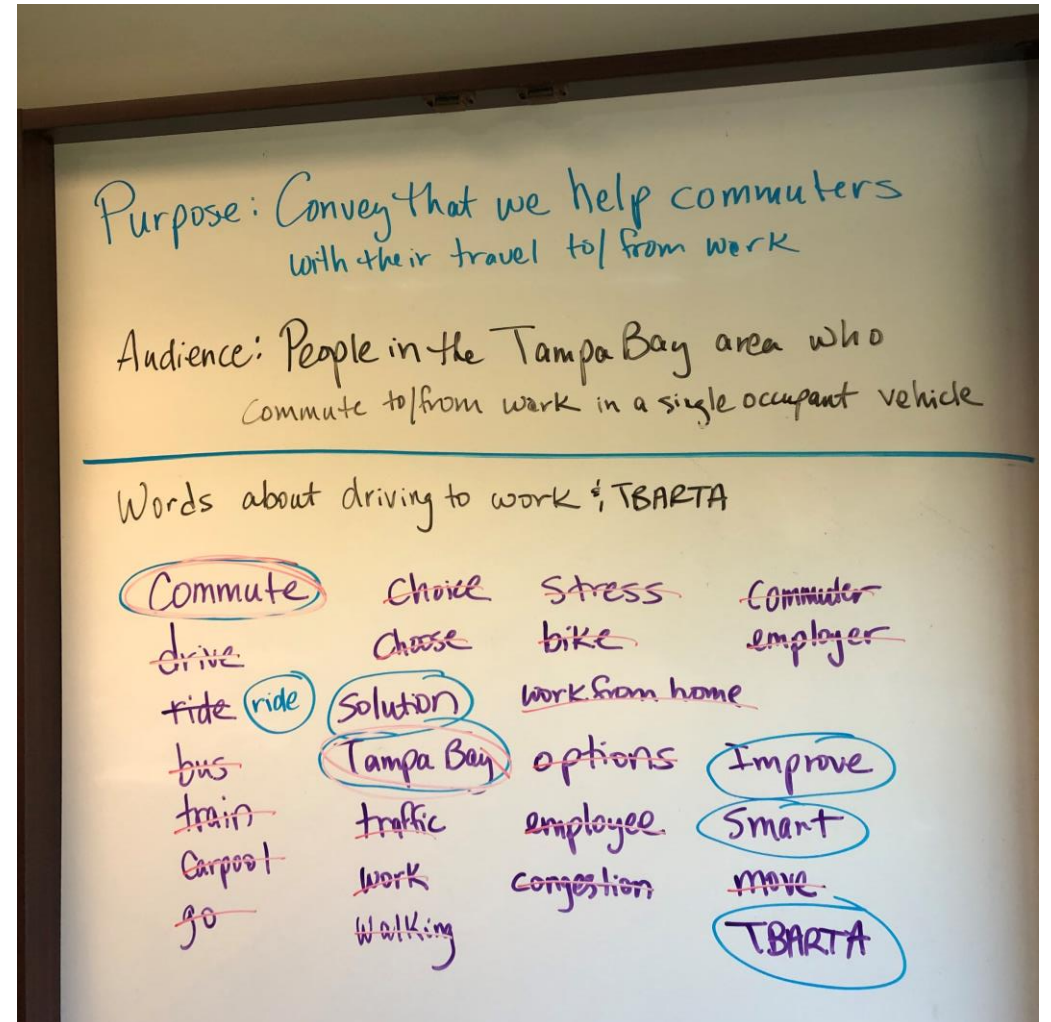 Purpose: Convey that we help commuters
with their travel to/from work
Audience: People in the Tampa Bay area who
commute to/from work in a single occupant vehicle
Words about driving to work & TBARTA
Commute Choice Stress Commuter
drive Choose bike employer
ride ride Solution work from home
bus Tampa Bay options Improve
train traffic employee Smart
Carpool work congestion move
go Walking TBARTA